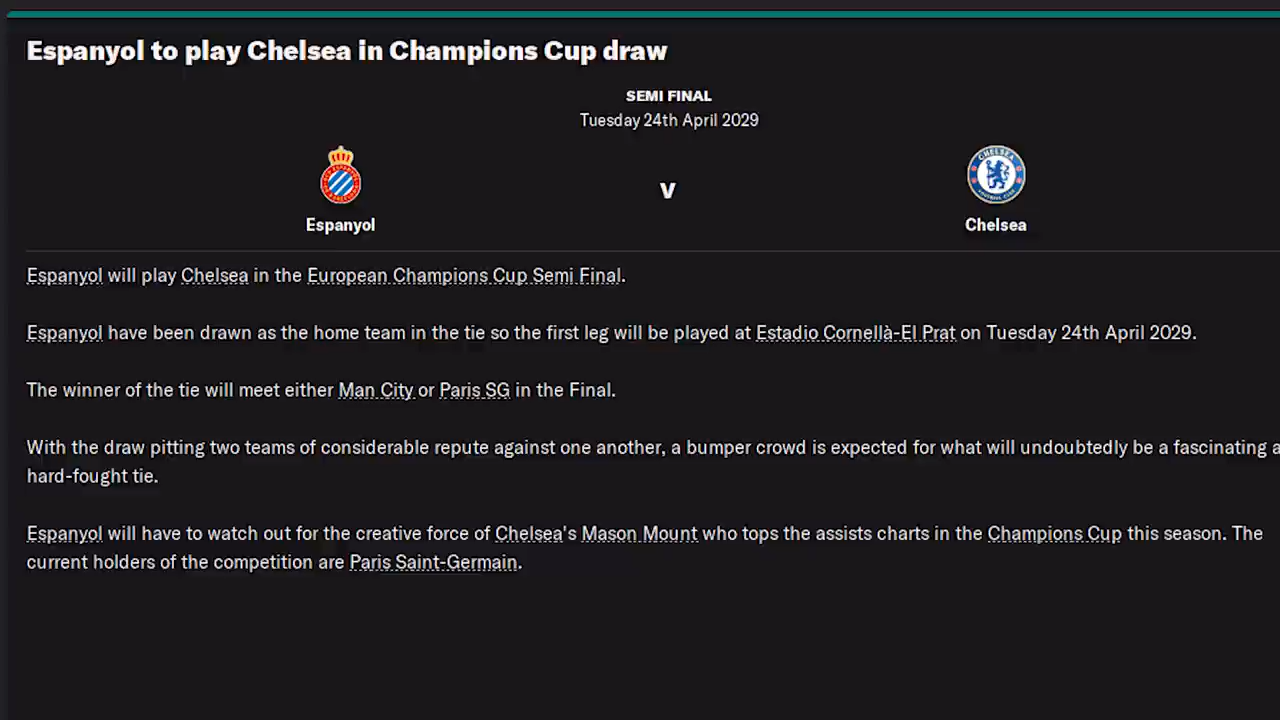 Espanyol to play Chelsea in Champions Cup draw
SEMI FINAL
Tuesday 24th April 2029
v
Espanyol
Chelsea
Espanyol will play Chelsea in the European Champions Cup Semi Final.
Espanyol have been drawn as the home team in the tie so the first leg will be played at Estadio Cornellà-El Prat on Tuesday 24th April 2029.
The winner of the tie will meet either Man City or Paris SG in the Final.
With the draw pitting two teams of considerable repute against one another, a bumper crowd is expected for what will undoubtedly be a fascinating
hard-fought tie.
Espanyol will have to watch out for the creative force of Chelsea's Mason Mount who tops the assists charts in the Champions Cup this season. The
current holders of the competition are Paris Saint-Germain.